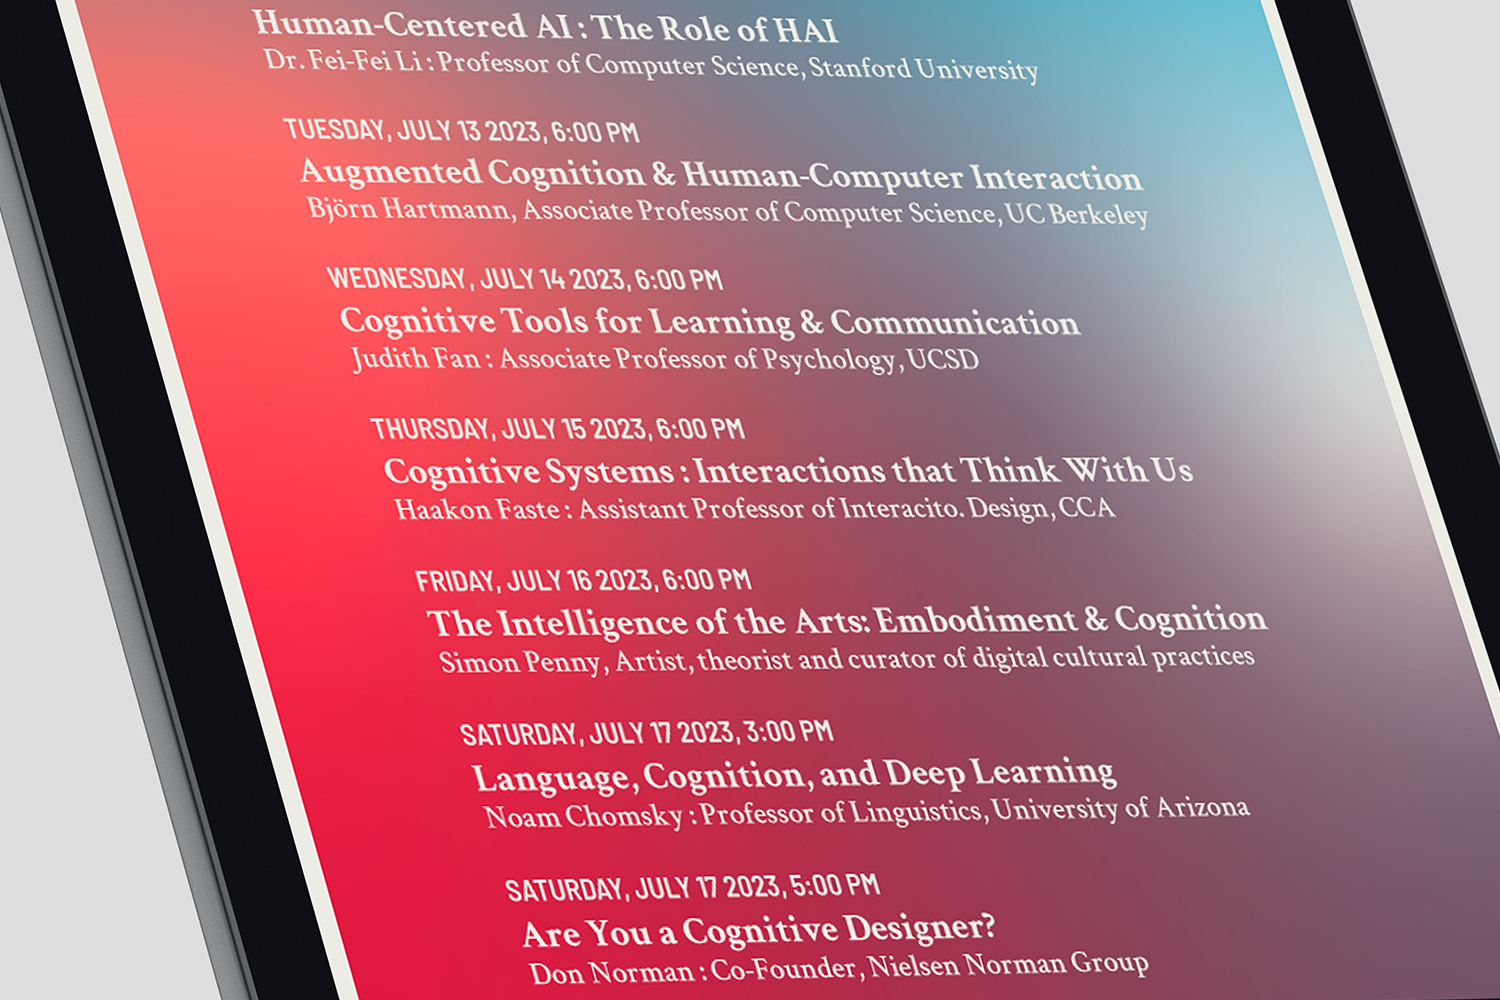 Human-Centered AI : The Role of HAI
Dr. Fei-Fei Li : Professor of Computer Science, Stanford University
TUESDAY, JULY 13 2023, 6:00 PM
Augmented Cognition & Human-Computer Interaction
Björn Hartmann, Associate Professor of Computer Science, UC Berkeley
WEDNESDAY, JULY 14 2023, 6:00 PM
Cognitive Tools for Learning & Communication
Judith Fan : Associate Professor of Psychology, UCSD
THURSDAY, JULY 15 2023, 6:00 PM
Cognitive Systems : Interactions that Think With Us
Haakon Faste : Assistant Professor of Interacito. Design, CCA
FRIDAY, JULY 16 2023, 6:00 PM
The Intelligence of the Arts: Embodiment & Cognition
Simon Penny, Artist, theorist and curator of digital cultural practices
SATURDAY, JULY 17 2023, 3:00 PM
Language, Cognition, and Deep Learning
Noam Chomsky : Professor of Linguistics, University of Arizona
SATURDAY, JULY 17 2023, 5:00 PM
Are You a Cognitive Designer?
Don Norman : Co-Founder, Nielsen Norman Group